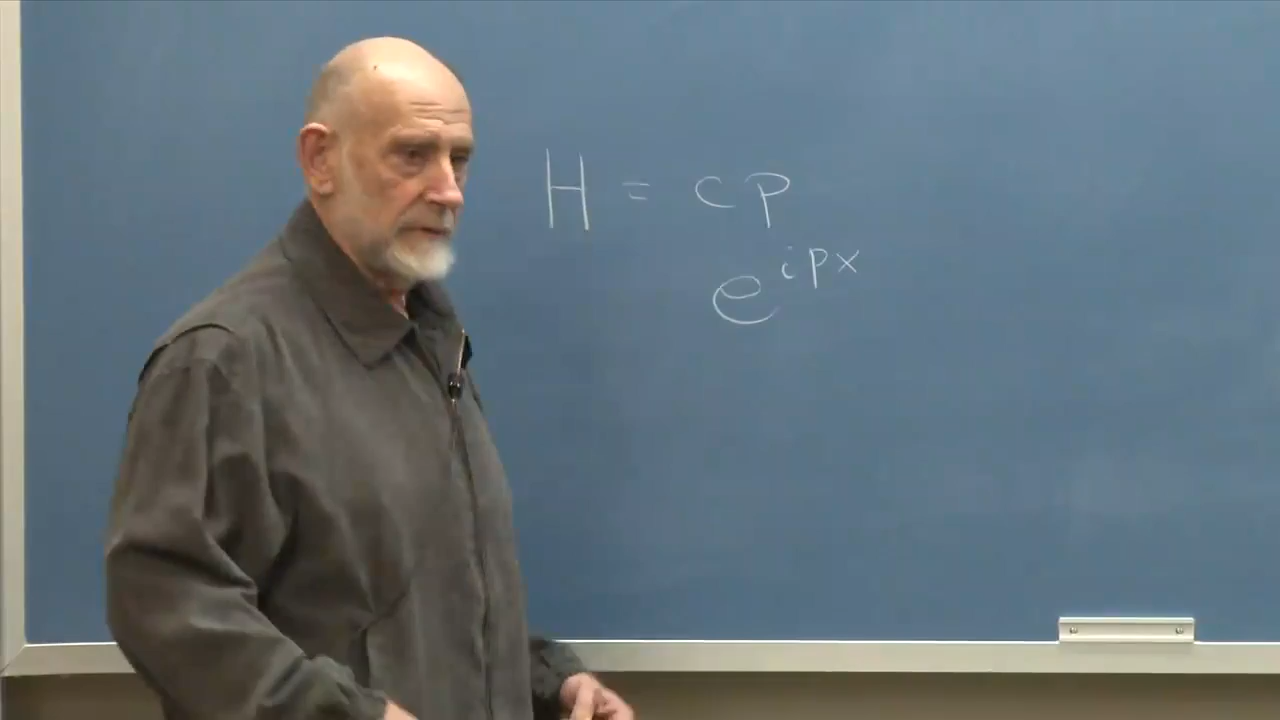 H = cP
e^{ipx}